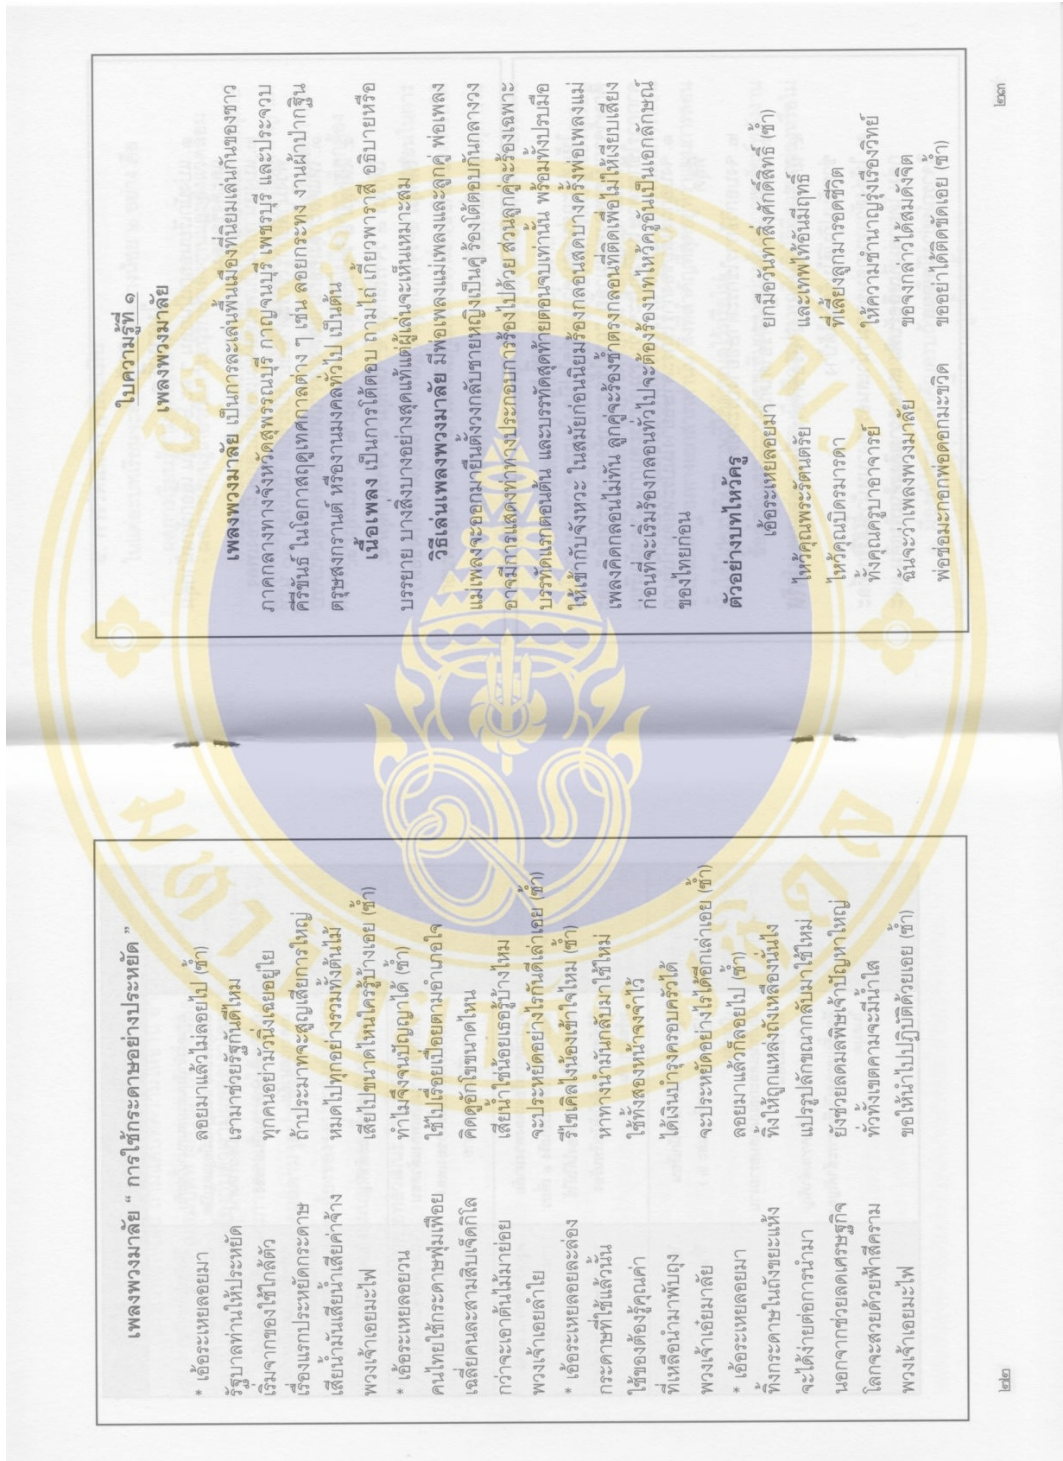 เพลงพวงมาลัย “ การใช้กระดาษอย่างประหยัด ”
* เอ้อระเหยลอยมา ลอยมาแล้วไม่ลอยไป (ซ้ำ)
รัฐบาลท่านให้ประหยัด เรามาช่วยรัฐกันดีไหม
เริ่มจากของใช้ใกล้ตัว ทุกคนอย่ามัวนิ่งเฉยอยู่ใย
เรื่องแรกประหยัดกระดาษ ถ้าประมาทจะสูญเสียการใหญ่
เสียน้ำมันเสียน้ำเสียค่าจ้าง หมดไปทุกอย่างรวมทั้งต้นไม้
พวงเจ้าเอยมะไฟ เสียไปขนาดไหนใครรู้บ้างเอย (ซ้ำ)
* เอ้อระเหยลอยวน ทำไมจึงจนปัญญาได้ (ซ้ำ)
คนไทยใช้กระดาษฟุ่มเฟือย ใช้ไปเรื่อยเปื่อยตามอำเภอใจ
เฉลี่ยคนละสามสิบเจ็ดกิโล คิดดูอักโขขนาดไหน
กว่าจะเอาต้นไม้มาย่อย เสียน้ำใช่น้อยเธอรู้บ้างไหม
พวงเจ้าเอยลำไย จะประหยัดอย่างไรกันดีเล่าเอย (ซ้ำ)
* เอ้อระเหยลอยละล่อง รีไซเคิลไงน้องเข้าใจไหม (ซ้ำ)
กระดาษที่ใช้แล้วนั้น หาทางนำมันกลับมาใช้ใหม่
ใช้ของต้องรู้คุณค่า ใช้ทั้งสองหน้าจงจำไว้
ที่เหลือนำมาพับถุง ได้เงินบำรุงครอบครัวได้
พวงเจ้าเอ๋ยมาลัย จะประหยัดอย่างไรได้อีกเล่าเอย (ซ้ำ)
* เอ้อระเหยลอยมา ลอยมาแล้วก็ลอยไป (ซ้ำ)
ทิ้งกระดาษในถังขยะแห้ง ทิ้งให้ถูกแหล่งถังเหลืองนั่นไง
จะได้ง่ายต่อการนำมา แปรรูปลักขณากลับมาใช้ใหม่
นอกจากช่วยลดเศรษฐกิจ ยังช่วยลดมลพิษเจ้าปัญหาใหญ่
โลกจะสวยด้วยฟ้าสีคราม ทั่วทั้งเขตคามจะมีน้ำใส
พวงเจ้าเอยมะไฟ ขอให้นำไปปฏิบัติด้วยเอย (ซ้ำ)
๒๒
ใบความรู้ที่ ๑
เพลงพวงมาลัย
เพลงพวงมาลัย เป็นการละเล่นพื้นเมืองที่นิยมเล่นกันของชาว
ภาคกลางทางจังหวัดสุพรรณบุรี กาญจนบุรี เพชรบุรี และประจวบ
คีรีขันธ์ ในโอกาสฤดูเทศกาลต่าง ๆ เช่น ลอยกระทง งานผ้าป่ากฐิน
ตรุษสงกรานต์ หรืองานมงคลทั่วไป เป็นต้น
เนื้อเพลง เป็นการโต้ตอบ ถามไถ่ เกี้ยวพาราสี อธิบายหรือ
บรรยาย บางสิ่งบางอย่างสุดแท้แต่ผู้เล่นจะเห็นเหมาะสม
วิธีเล่นเพลงพวงมาลัย มีพ่อเพลงแม่เพลงและลูกคู่ พ่อเพลง
แม่เพลงจะออกมายืนตั้งวงกลับชายหญิงเป็นคู่ ร้องโต้ตอบกันกลางวง
อาจมีการแสดงท่าทางประกอบการร้องไปด้วย ส่วนลูกคู่จะร้องเฉพาะ
บรรทัดแรกตอนต้น และบรรทัดสุดท้ายตอนจบเท่านั้น พร้อมทั้งปรบมือ
ให้เข้ากับจังหวะ ในสมัยก่อนนิยมร้องกลอนสดบางครั้งพ่อเพลงแม่
เพลงคิดกลอนไม่ทัน ลูกคู่จะร้องซ้ำตรงกลอนที่ติดเพื่อไม่ให้เงียบเสียง
ก่อนที่จะเริ่มร้องกลอนทั่วไปจะต้องร้องบทไหว้ครูอันเป็นเอกลักษณ์
ของไทยก่อน
ตัวอย่างบทไหว้ครู
เอ้อระเหยลอยมา ยกมือวันทาสิ่งศักดิ์สิทธิ์ (ซ้ำ)
ไหว้คุณพระรัตนตรัย และเทพไท้อันมีฤทธิ์
ไหว้คุณบิดรมารดา ที่เลี้ยงลูกมารอดชีวิต
ทั้งคุณครูบาอาจารย์ ให้ความชำนาญรุ่งเรืองวิทย์
ฉันจะว่าเพลงพวงมาลัย ขอจงกล่าวได้สมดังจิต
พ่อช่อมะกอกพ่อดอกมะขวิด ขออย่าได้ติดขัดเอย (ซ้ำ)
๒๓